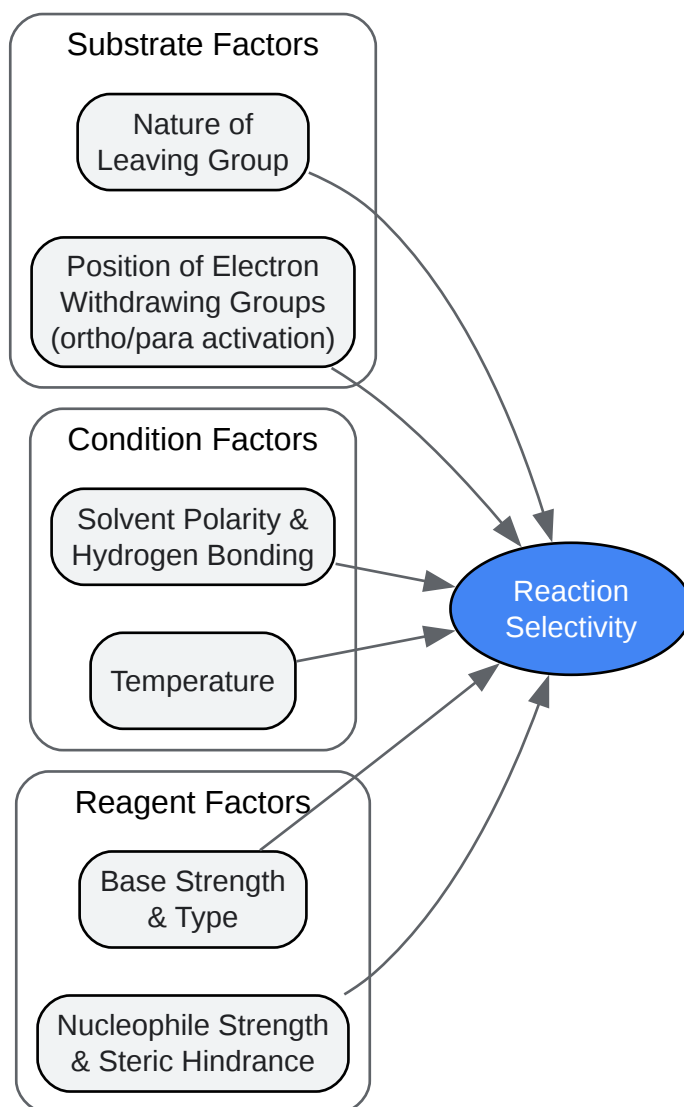 Substrate Factors
Nature of
Leaving Group
Position of Electron
Withdrawing Groups
(ortho/para activation)
Condition Factors
Solvent Polarity &
Hydrogen Bonding
Temperature
Reaction
Selectivity
Reagent Factors
Base Strength
& Type
Nucleophile Strength
& Steric Hindrance